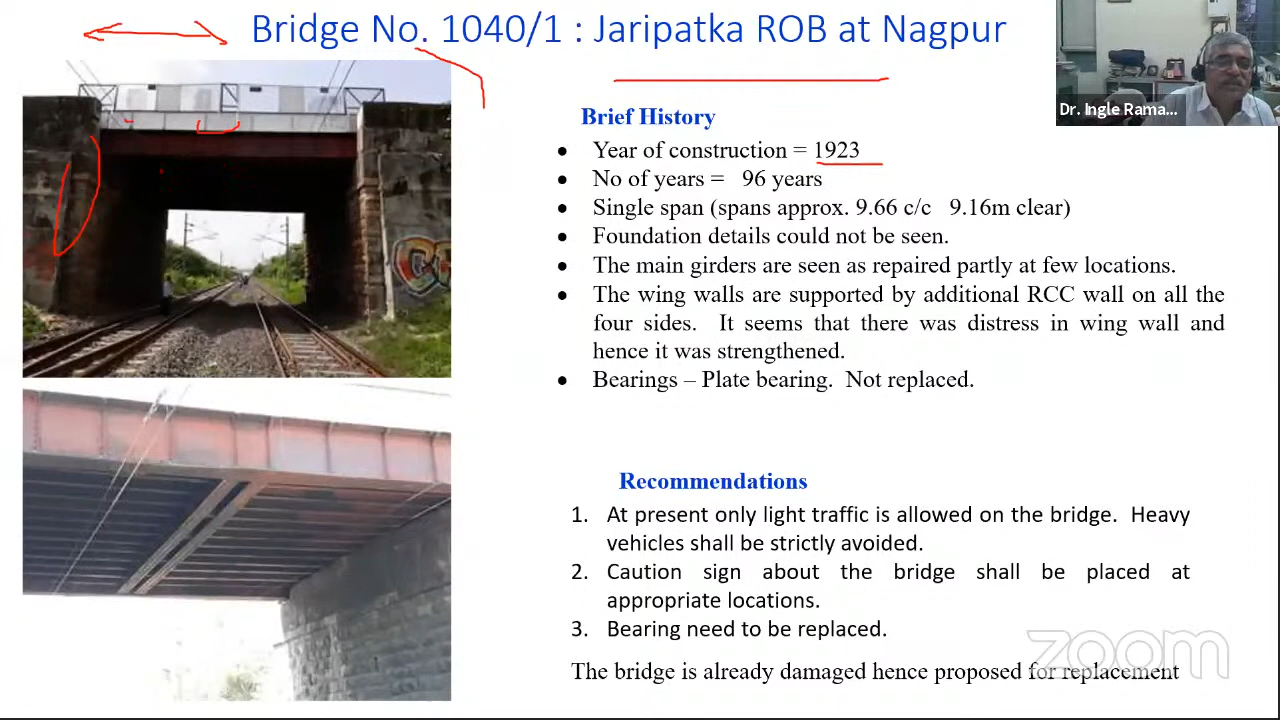 Bridge No. 1040/1 : Jaripatka ROB at Nagpur
Dr. Ingle Rama...
Brief History
• Year of construction = 1923
• No of years = 96 years
• Single span (spans approx. 9.66 c/c 9.16m clear)
• Foundation details could not be seen.
• The main girders are seen as repaired partly at few locations.
• The wing walls are supported by additional RCC wall on all the
four sides. It seems that there was distress in wing wall and
hence it was strengthened.
• Bearings – Plate bearing. Not replaced.
Recommendations
1. At present only light traffic is allowed on the bridge. Heavy
vehicles shall be strictly avoided.
2. Caution sign about the bridge shall be placed at
appropriate locations.
3. Bearing need to be replaced.
zoom
The bridge is already damaged hence proposed for replacement